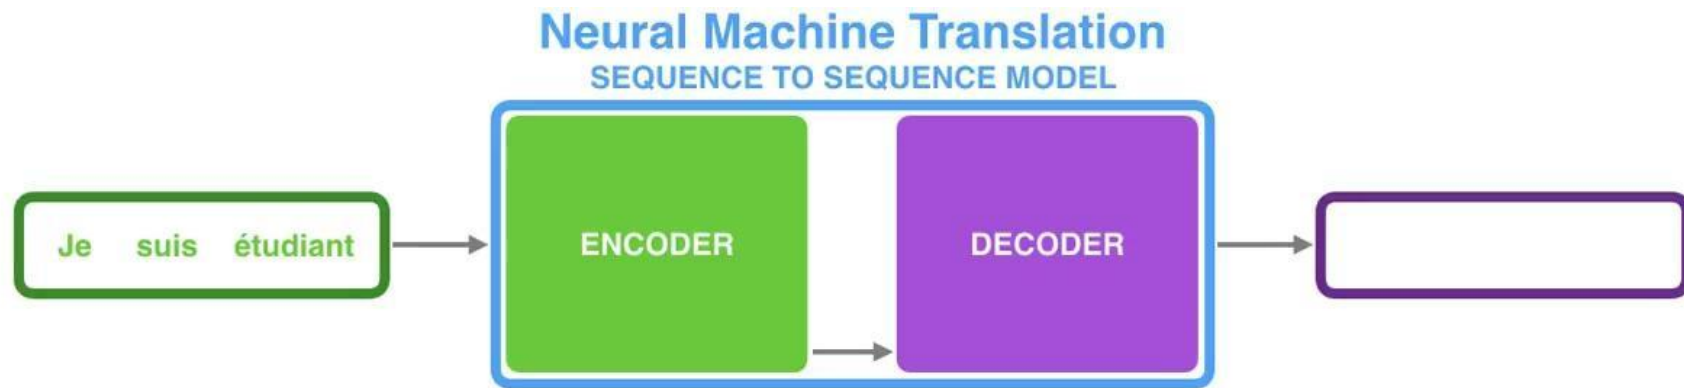 Neural Machine Translation
SEQUENCE TO SEQUENCE MODEL
Je suis étudiant
ENCODER
DECODER